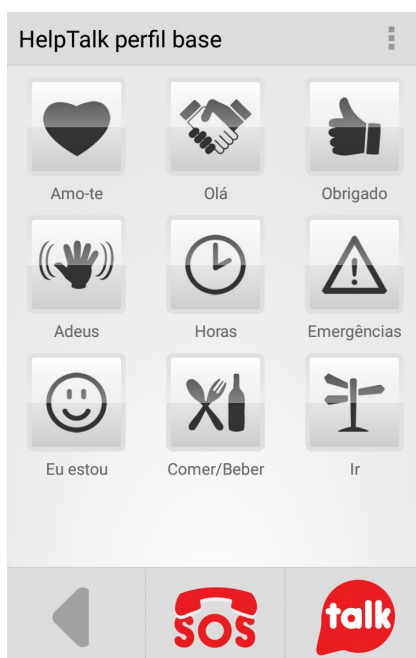 HelpTalk perfil base
Amo-te Olá Obrigado
Adeus Horas Emergências
Eu estou Comer/Beber Ir
SOS talk